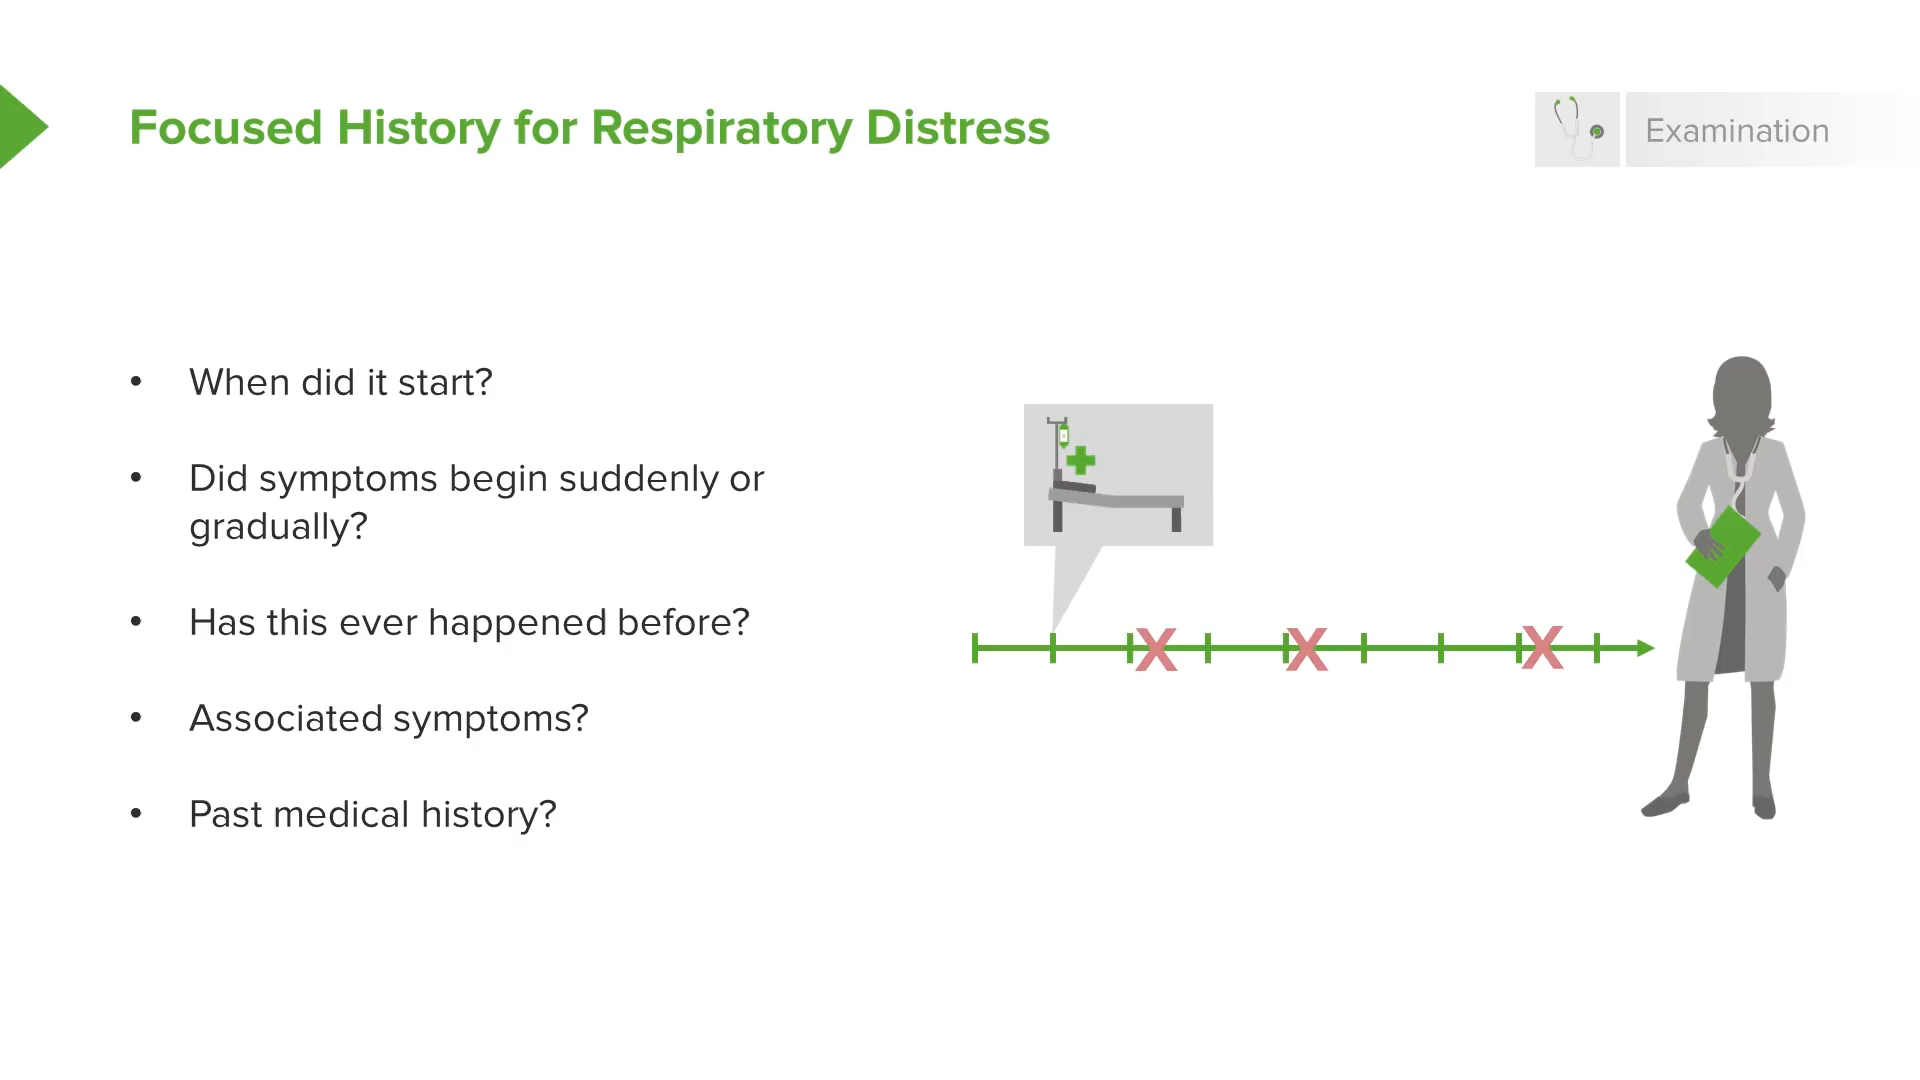 Focused History for Respiratory Distress
Examination
• When did it start?
• Did symptoms begin suddenly or
gradually?
• Has this ever happened before?
• Associated symptoms?
• Past medical history?
X X X